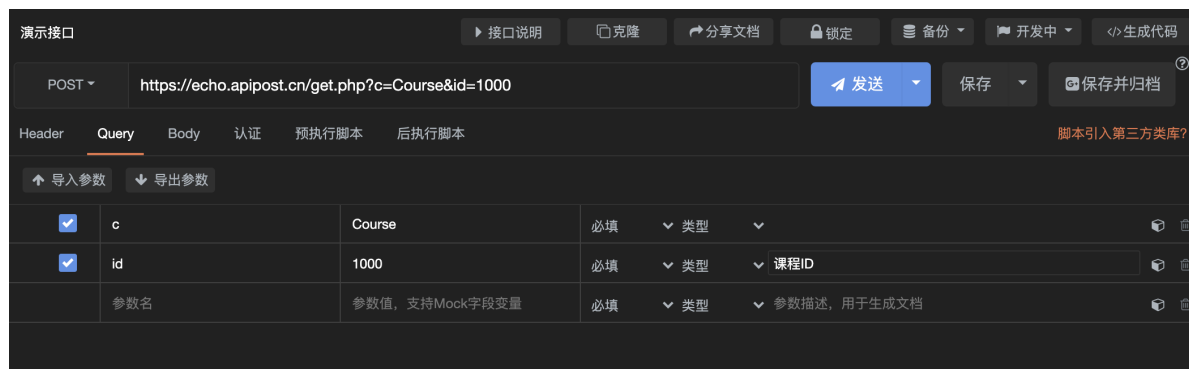 演示接口 接口说明 克隆 分享文档 锁定 备份 开发中 </>生成代码
POST https://echo.apipost.cn/get.php?c=Course&id=1000 发送 保存 G+保存并归档 ?
Header Query Body 认证 预执行脚本 后执行脚本 脚本引入第三方类库?
导入参数 导出参数
c Course 必填 类型
id 1000 必填 类型 课程ID
参数名 参数值，支持Mock字段变量 必填 类型 参数描述，用于生成文档